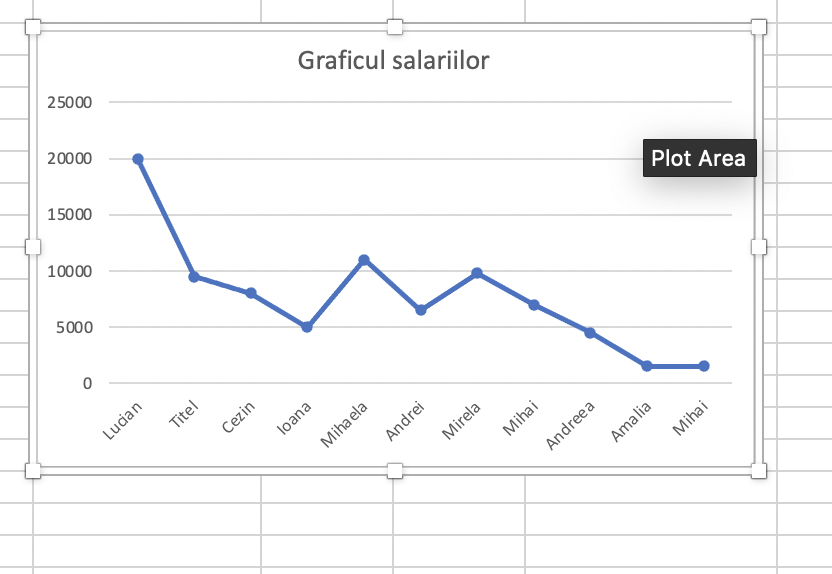 Graficul salariilor
25000
20000
Plot Area
15000
10000
5000
0
Lucian
Titel
Cezin
Ioana
Mihaela
Andrei
Mirela
Mihai
Andreea
Amalia
Mihai